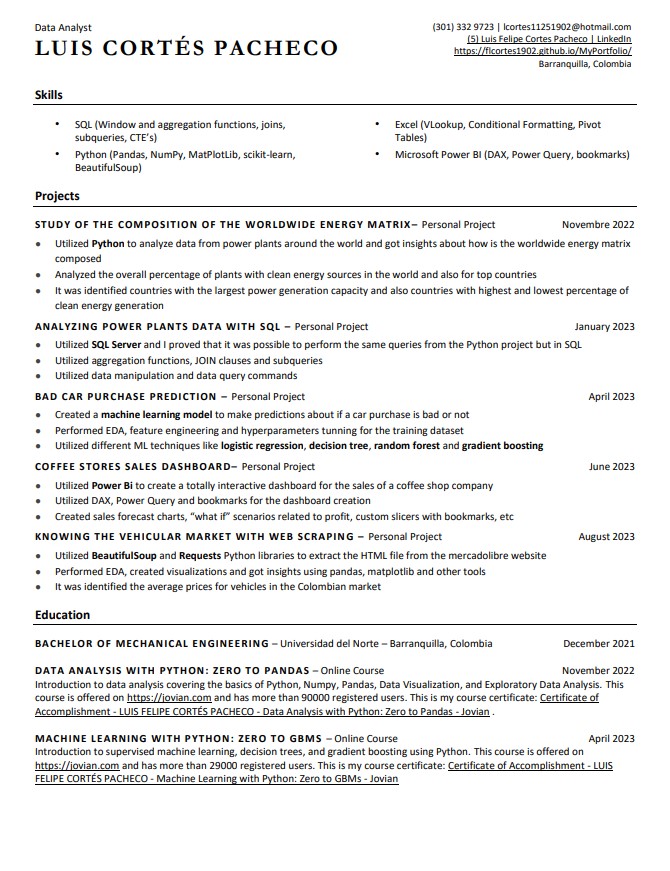 Data Analyst
LUIS CORTÉS PACHECO
(301) 332 9723 | lcortes11251902@hotmail.com
(5) Luis Felipe Cortes Pacheco | LinkedIn
https://flcortes1902.github.io/MyPortfolio/
Barranquilla, Colombia
Skills
• SQL (Window and aggregation functions, joins,
subqueries, CTE's)
• Python (Pandas, NumPy, MatPlotLib, scikit-learn,
BeautifulSoup)
• Excel (VLookup, Conditional Formatting, Pivot
Tables)
• Microsoft Power BI (DAX, Power Query, bookmarks)
Projects
STUDY OF THE COMPOSITION OF THE WORLDWIDE ENERGY MATRIX– Personal Project Novembre 2022
● Utilized Python to analyze data from power plants around the world and got insights about how is the worldwide energy matrix
composed
● Analyzed the overall percentage of plants with clean energy sources in the world and also for top countries
● It was identified countries with the largest power generation capacity and also countries with highest and lowest percentage of
clean energy generation
ANALYZING POWER PLANTS DATA WITH SQL – Personal Project January 2023
● Utilized SQL Server and I proved that it was possible to perform the same queries from the Python project but in SQL
● Utilized aggregation functions, JOIN clauses and subqueries
● Utilized data manipulation and data query commands
BAD CAR PURCHASE PREDICTION – Personal Project April 2023
● Created a machine learning model to make predictions about if a car purchase is bad or not
● Performed EDA, feature engineering and hyperparameters tunning for the training dataset
● Utilized different ML techniques like logistic regression, decision tree, random forest and gradient boosting
COFFEE STORES SALES DASHBOARD– Personal Project June 2023
● Utilized Power Bi to create a totally interactive dashboard for the sales of a coffee shop company
● Utilized DAX, Power Query and bookmarks for the dashboard creation
● Created sales forecast charts, “what if” scenarios related to profit, custom slicers with bookmarks, etc
KNOWING THE VEHICULAR MARKET WITH WEB SCRAPING – Personal Project August 2023
● Utilized BeautifulSoup and Requests Python libraries to extract the HTML file from the mercadolibre website
● Performed EDA, created visualizations and got insights using pandas, matplotlib and other tools
● It was identified the average prices for vehicles in the Colombian market
Education
BACHELOR OF MECHANICAL ENGINEERING – Universidad del Norte – Barranquilla, Colombia December 2021
DATA ANALYSIS WITH PYTHON: ZERO TO PANDAS – Online Course November 2022
Introduction to data analysis covering the basics of Python, Numpy, Pandas, Data Visualization, and Exploratory Data Analysis. This
course is offered on https://jovian.com and has more than 90000 registered users. This is my course certificate: Certificate of
Accomplishment - LUIS FELIPE CORTÉS PACHECO - Data Analysis with Python: Zero to Pandas - Jovian .
MACHINE LEARNING WITH PYTHON: ZERO TO GBMS – Online Course April 2023
Introduction to supervised machine learning, decision trees, and gradient boosting using Python. This course is offered on
https://jovian.com and has more than 29000 registered users. This is my course certificate: Certificate of Accomplishment - LUIS
FELIPE CORTÉS PACHECO - Machine Learning with Python: Zero to GBMs - Jovian